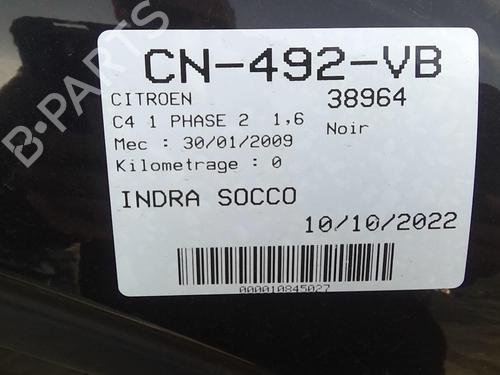 B-PARTS
CN-492-VB
CITROEN 38964
C4 1 PHASE 2 1,6 Noir
Mec : 30/01/2009
Kilometrage : 0
INDRA SOCCO
10/10/2022
000010845027